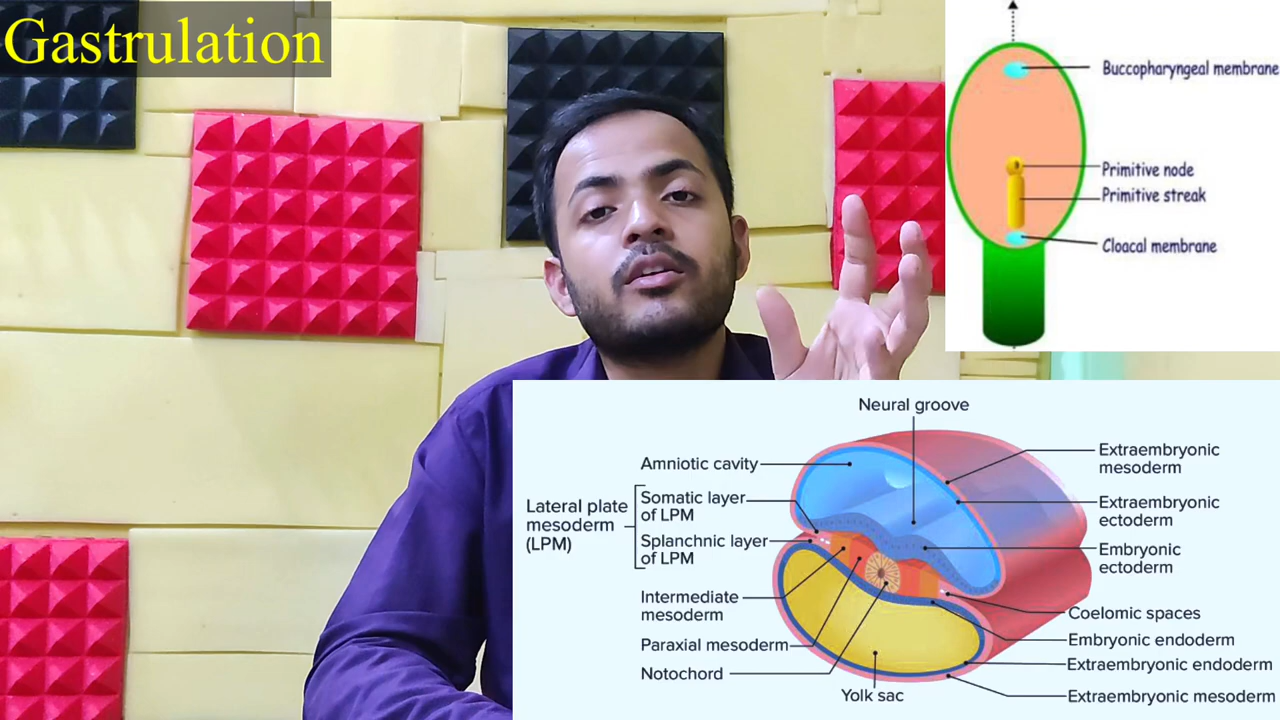 Gastrulation
Buccopharyngeal membrane
Primitive node
Primitive streak
Cloacal membrane
Neural groove
Amniotic cavity
Lateral plate
mesoderm
(LPM)
Somatic layer
of LPM
Splanchnic layer
of LPM
Intermediate
mesoderm
Paraxial mesoderm
Notochord
Yolk sac
Extraembryonic
mesoderm
Extraembryonic
ectoderm
Embryonic
ectoderm
Coelomic spaces
Embryonic endoderm
Extraembryonic endoderm
Extraembryonic mesoderm